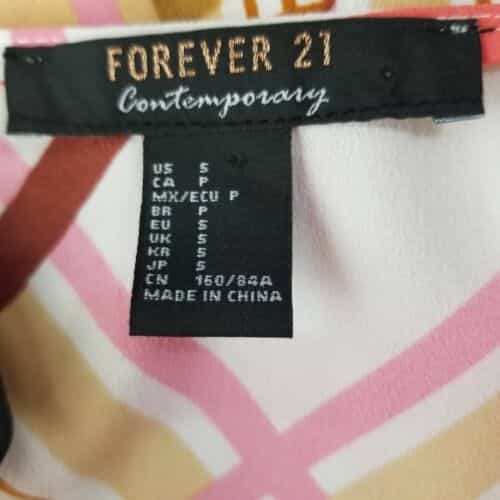 FOREVER 21
Contemporary
US S
CA P
MX/ECU P
BR P
EU S
UK S
KR S
JP S
CN 160/84A
MADE IN CHINA